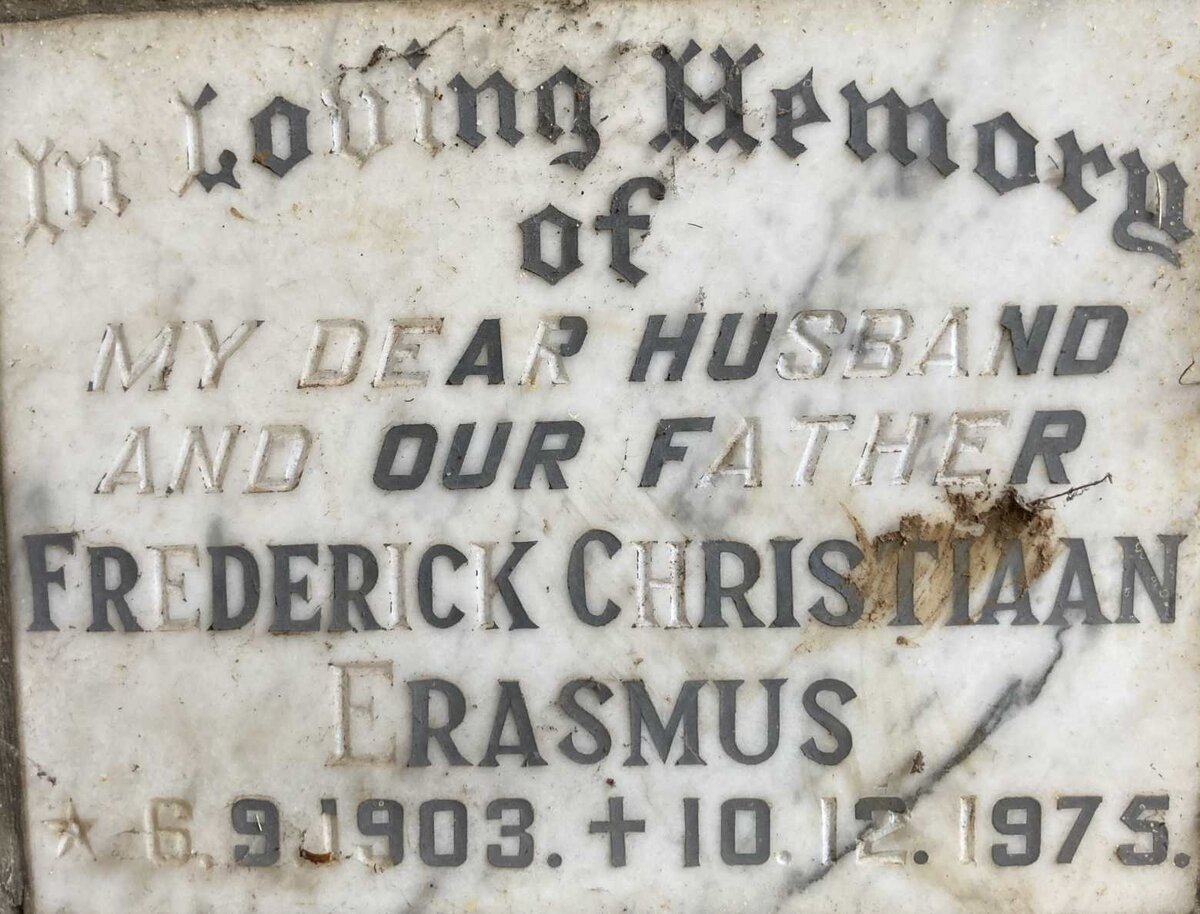 In Loving Memory
of
MY DEAR HUSBAND
AND OUR FATHER
FREDERICK CHRISTIAAN
ERASMUS
★ 6.9.1903. ✝ 10.12.1975.